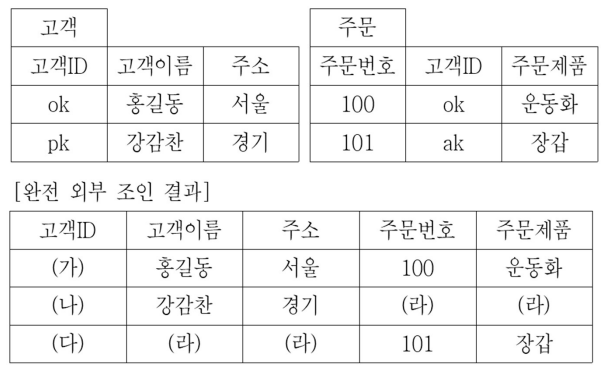 고객 주문
고객ID 고객이름 주소 주문번호 고객ID 주문제품
ok 홍길동 서울 100 ok 운동화
pk 강감찬 경기 101 ak 장갑
[완전 외부 조인 결과]
고객ID 고객이름 주소 주문번호 주문제품
(가) 홍길동 서울 100 운동화
(나) 강감찬 경기 (라) (라)
(다) (라) (라) 101 장갑